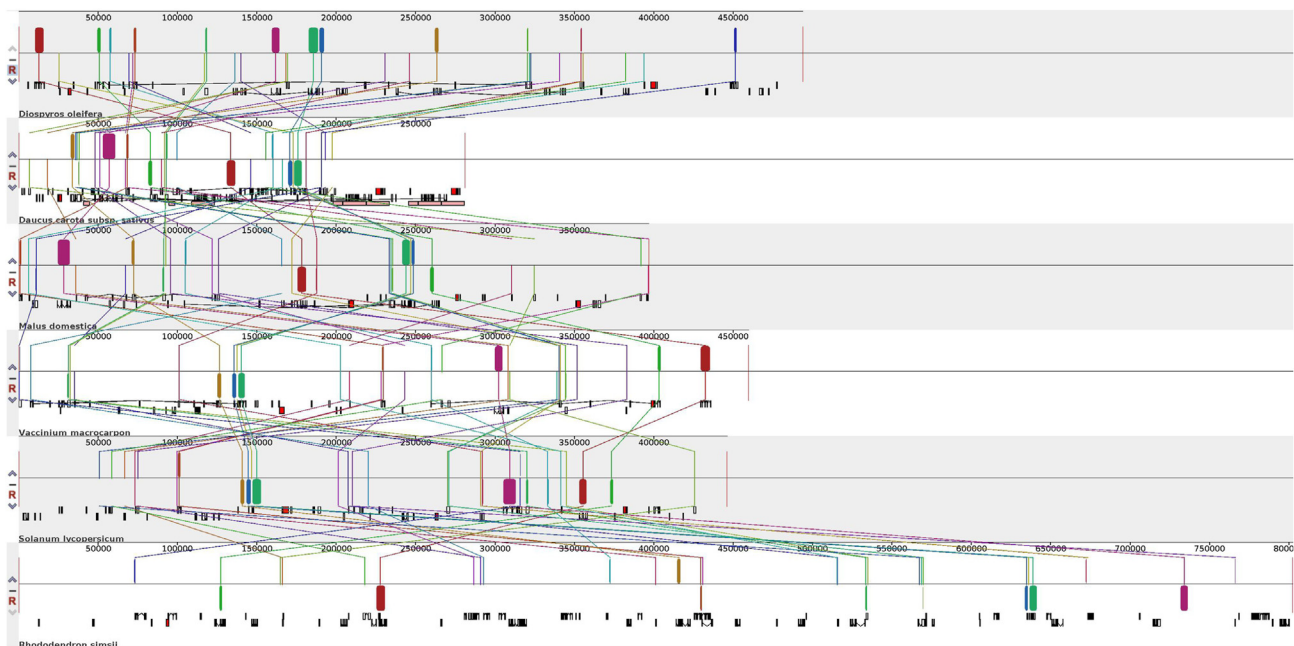 50000 100000 150000 200000 250000 300000 350000 400000 450000
R
Diospyros oleifera
50000 100000 150000 200000 250000
R
Daucus carota subsp. sativus
50000 100000 150000 200000 250000 300000 350000
R
Malus domestica
50000 100000 150000 200000 250000 300000 350000 400000 450000
R
Vaccinium macrocarpon
50000 100000 150000 200000 250000 300000 350000 400000
R
Solanum lycopersicum
50000 100000 150000 200000 250000 300000 350000 400000 450000 500000 550000 600000 650000 700000 750000 80000
R
Rhododendron simsii